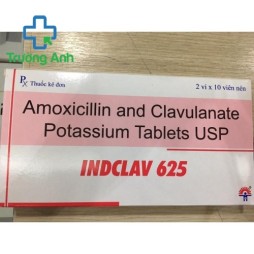 Trường Anh
Rx Thuốc kê đơn
2 vỉ x 10 viên nén
Amoxicillin and Clavulanate
Potassium Tablets USP
INDCLAV 625